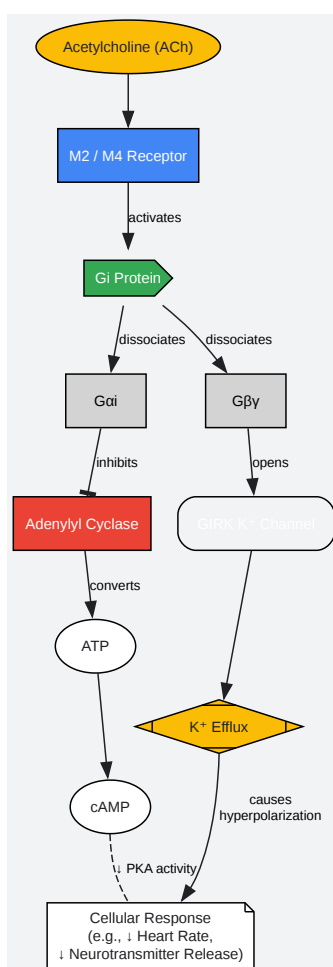 Acetylcholine (ACh)
M2 / M4 Receptor
activates
Gi Protein
dissociates
dissociates
Gαi
Gβγ
inhibits
opens
Adenylyl Cyclase
GIRK K⁺ Channel
converts
ATP
K⁺ Efflux
cAMP
causes
hyperpolarization
↓ PKA activity
Cellular Response
(e.g., ↓ Heart Rate,
↓ Neurotransmitter Release)